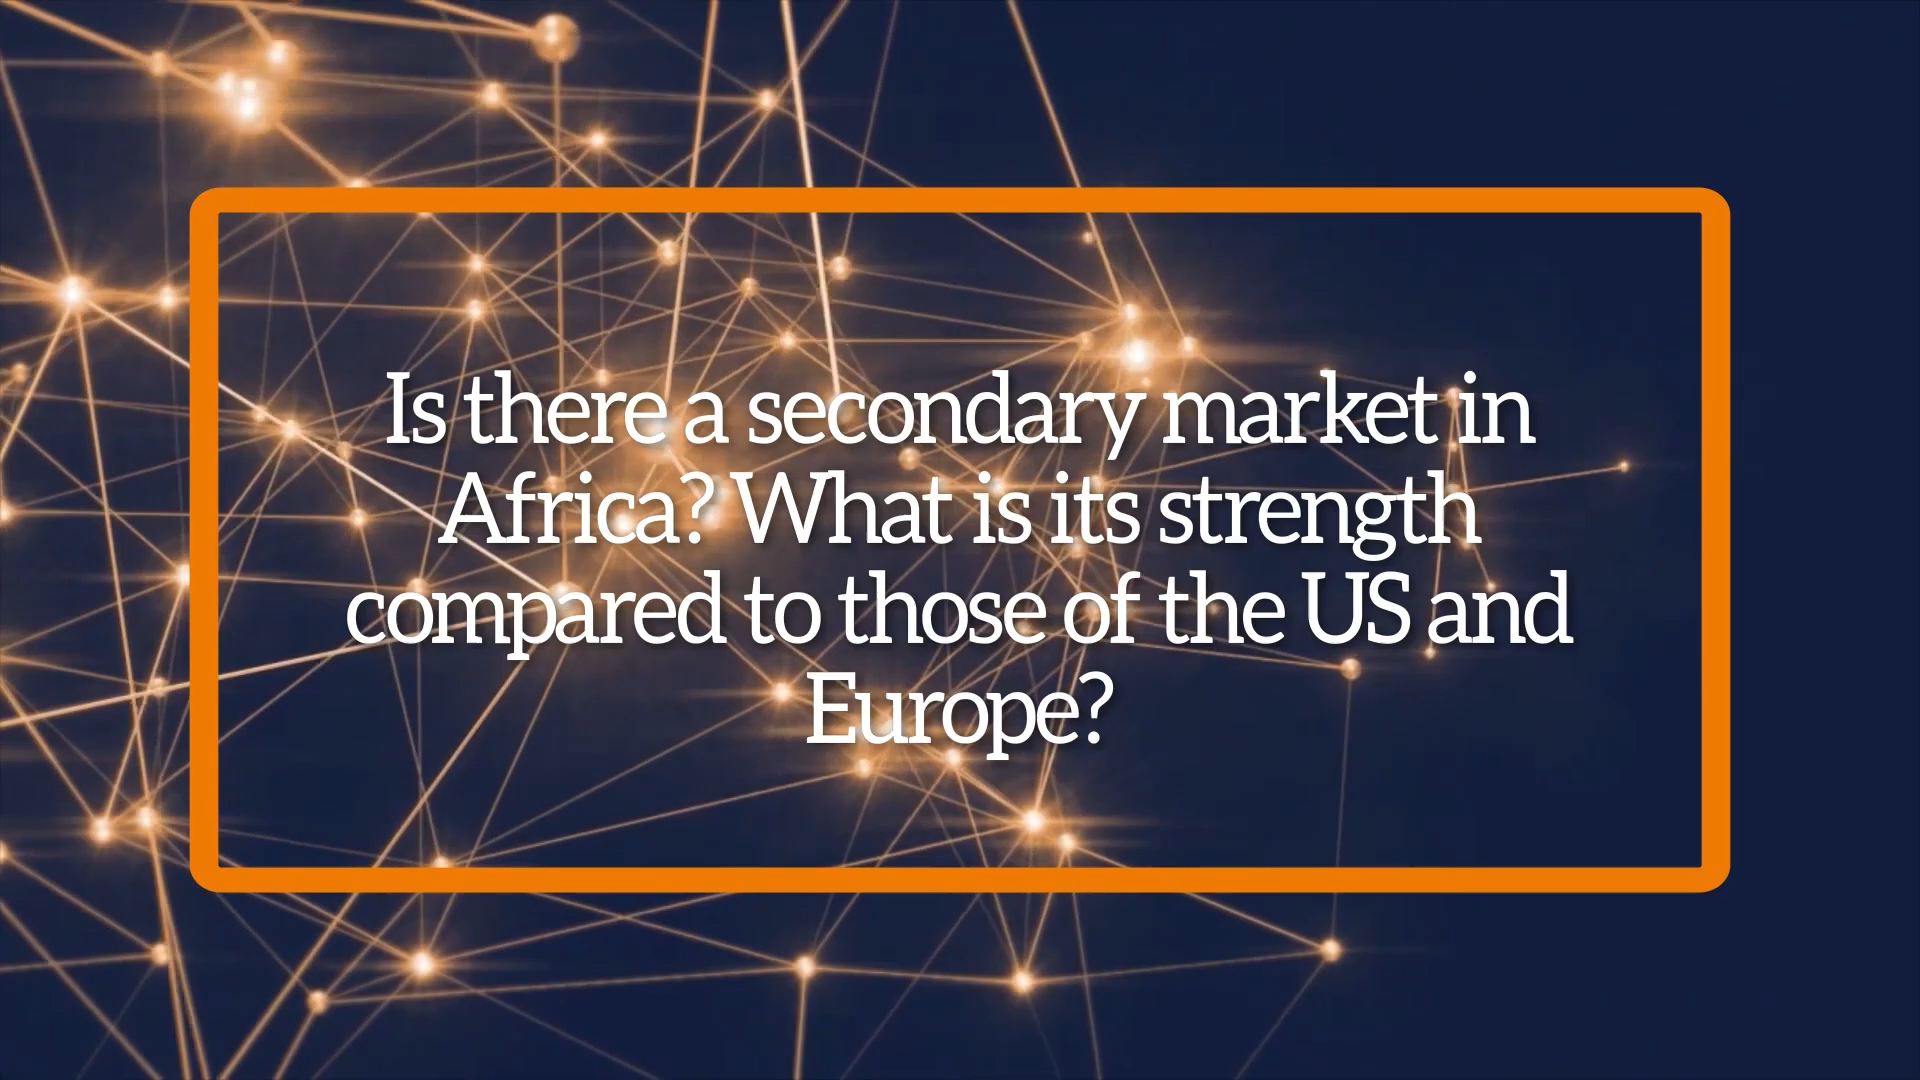 Is there a secondary market in
Africa? What is its strength
compared to those of the US and
Europe?